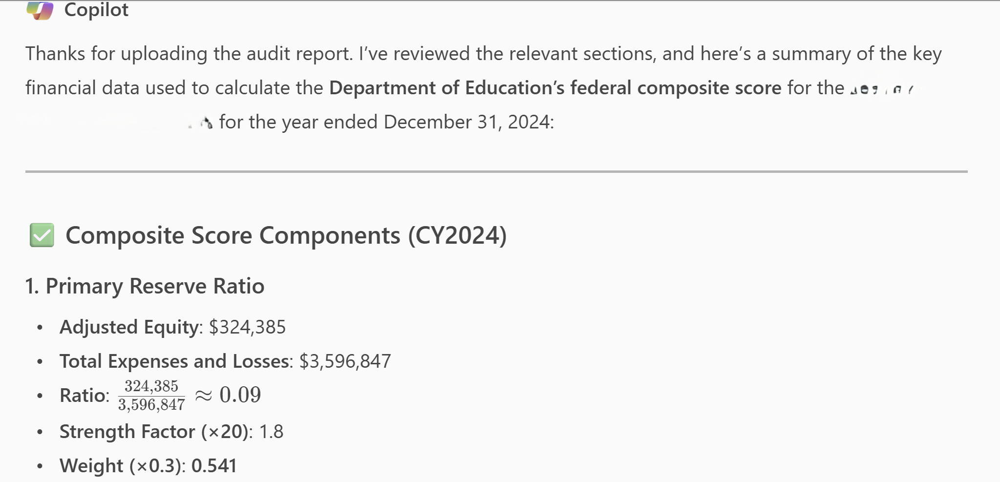 Copilot
Thanks for uploading the audit report. I've reviewed the relevant sections, and here's a summary of the key
financial data used to calculate the Department of Education's federal composite score for the
for the year ended December 31, 2024:
Composite Score Components (CY2024)
1. Primary Reserve Ratio
• Adjusted Equity: $324,385
• Total Expenses and Losses: $3,596,847
• Ratio: 324,385/3,596,847 ≈ 0.09
• Strength Factor (×20): 1.8
• Weight (×0.3): 0.541